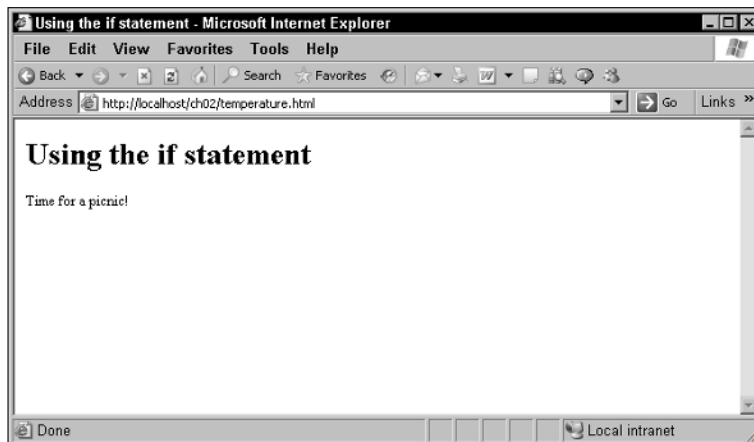 Using the if statement - Microsoft Internet Explorer
File Edit View Favorites Tools Help
Back Search Favorites
Address http://localhost/ch02/temperature.html Go Links »
Using the if statement
Time for a picnic!
Done Local intranet